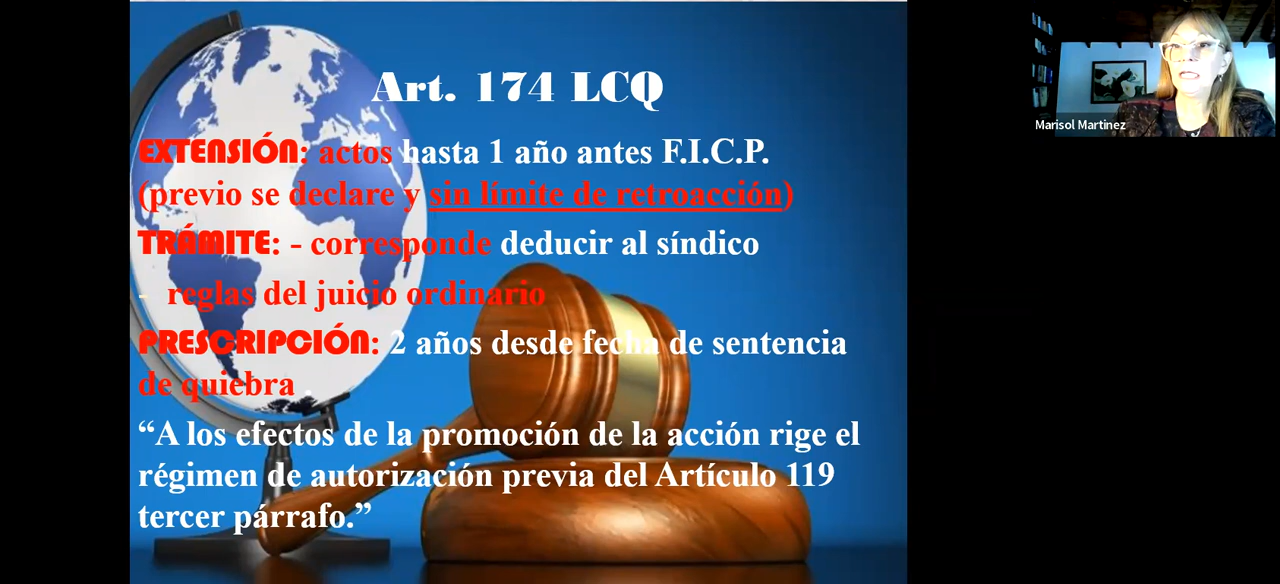 Art. 174 LCQ
EXTENSIÓN: actos hasta 1 año antes F.I.C.P.
(previo se declare y sin límite de retroacción)
TRÁMITE: - corresponde deducir al síndico
- reglas del juicio ordinario
PRESCRIPCIÓN: 2 años desde fecha de sentencia
de quiebra .
“A los efectos de la promoción de la acción rige el
régimen de autorización previa del Artículo 119
tercer párrafo.”
Marisol Martinez